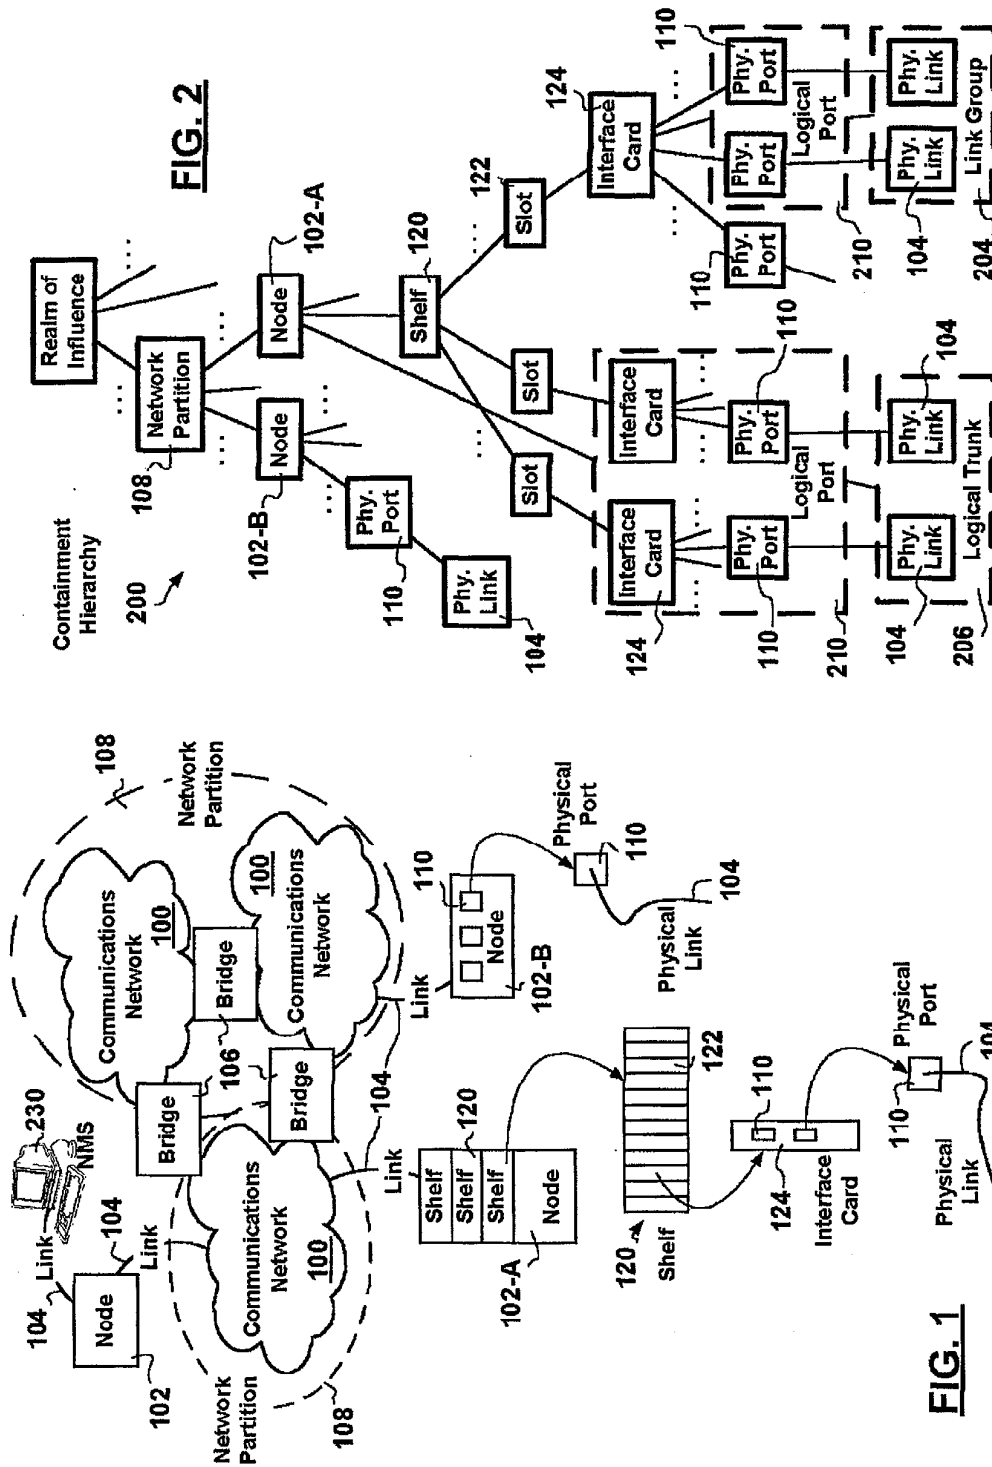 FIG. 2
Containment
Hierarchy
200
Realm of
Influence
...
...
Network
Partition
108
...
...
102-A
Node
102-B
Node
...
...
Phy.
Port
110
Phy.
Link
104
Shelf
120
...
...
Slot
Slot
Slot
122
Interface
Card
124
Interface
Card
Interface
Card
124
...
...
...
...
Phy.
Port
110
Phy.
Port
110
Logical
Port
210
Phy.
Port
110
Phy.
Port
Phy.
Port
110
Logical
Port
210
Phy.
Link
104
Phy.
Link
104
Logical Trunk
206
Phy.
Link
104
Phy.
Link
Link Group
204
230
NMS
Link
104
104
Link
Node
102
Communications
Network
100
Communications
Network
100
Communications
Network
100
Bridge
Bridge
Bridge
106
108
Network
Partition
Network
Partition
108
104
Link
Link
Shelf
Shelf
Shelf
120
Node
102-A
Node
110
102-B
Physical
Port
110
Physical
Link
104
120
Shelf
122
110
124
Interface
Card
Physical
Port
110
Physical
Link
104
FIG. 1